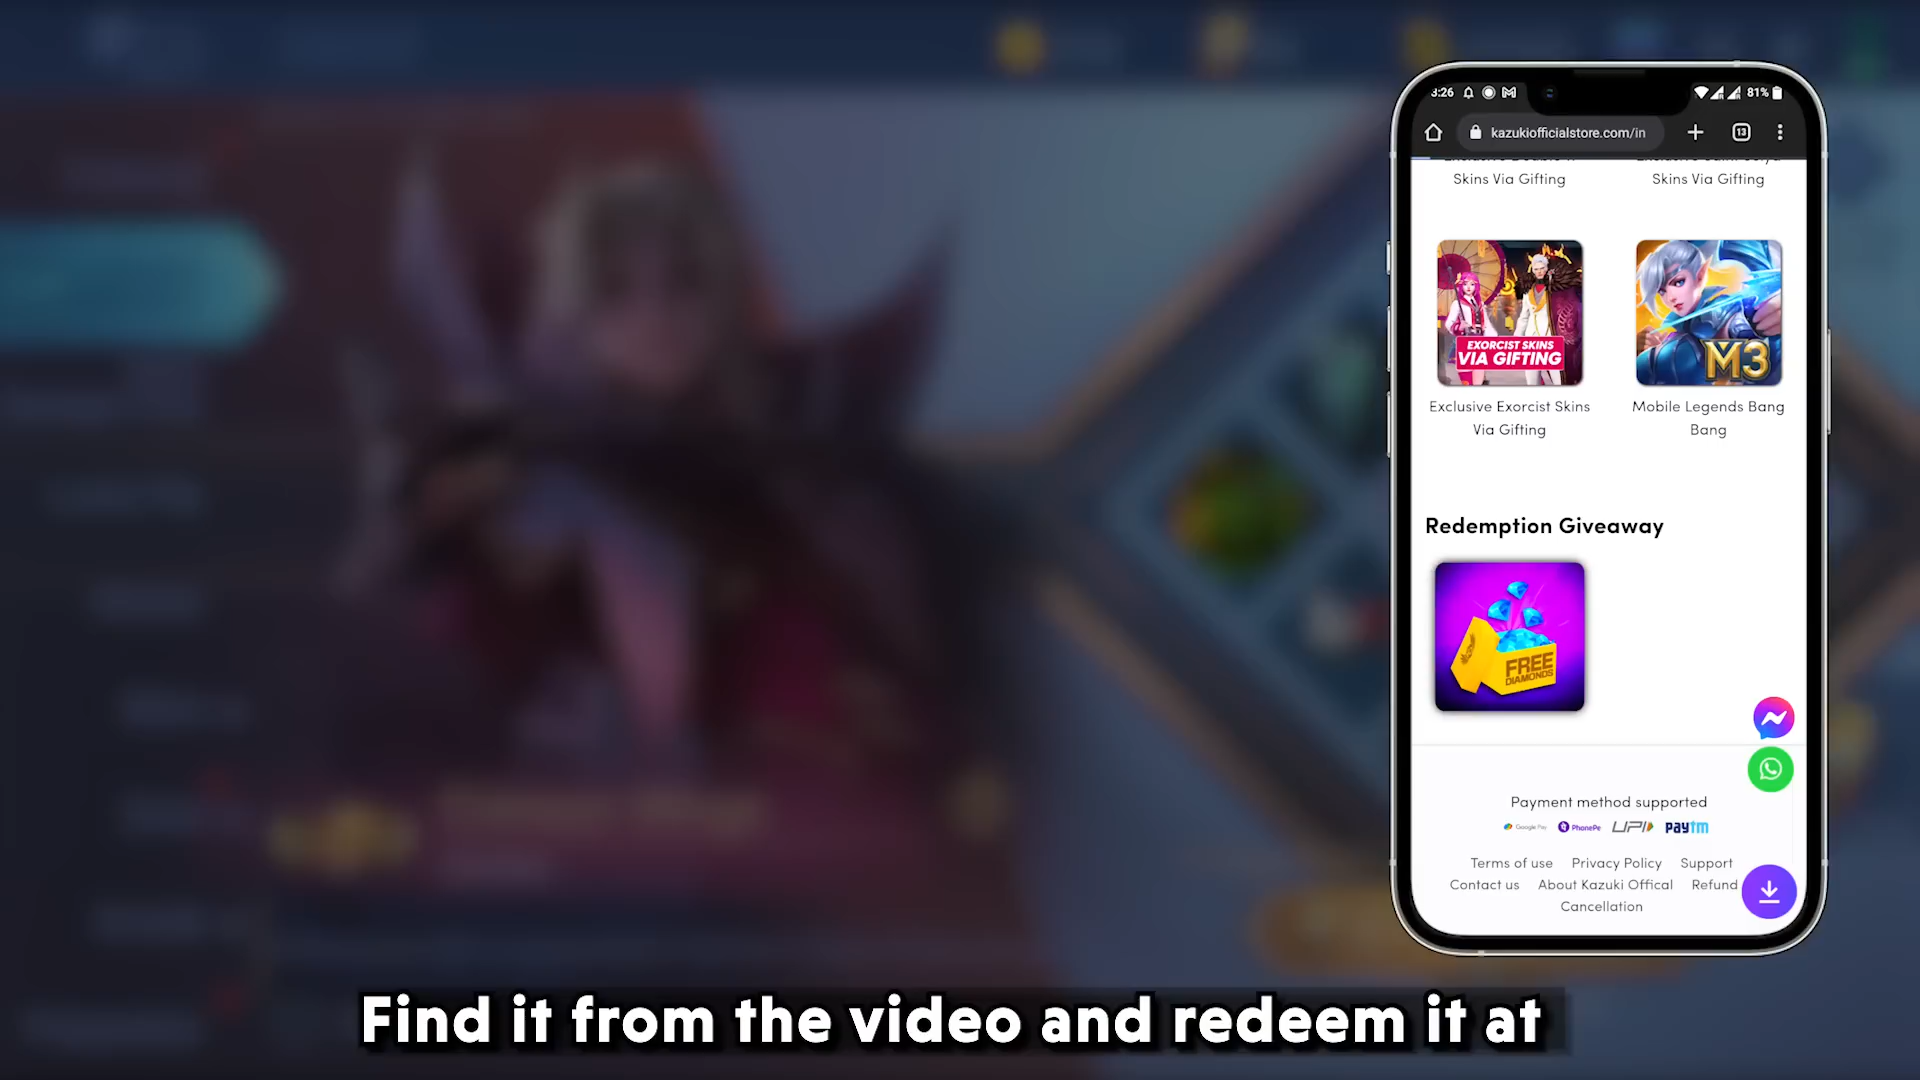 3:26
81%
kazukiofficialstore.com/in
13
Skins Via Gifting
Skins Via Gifting
EXORCIST SKINS
VIA GIFTING
M3
Exclusive Exorcist Skins
Via Gifting
Mobile Legends Bang
Bang
Redemption Giveaway
FREE
DIAMONDS
Payment method supported
Google Pay PhonePe UPI paytm
Terms of use Privacy Policy Support
Contact us About Kazuki Offical Refund
Cancellation
Find it from the video and redeem it at